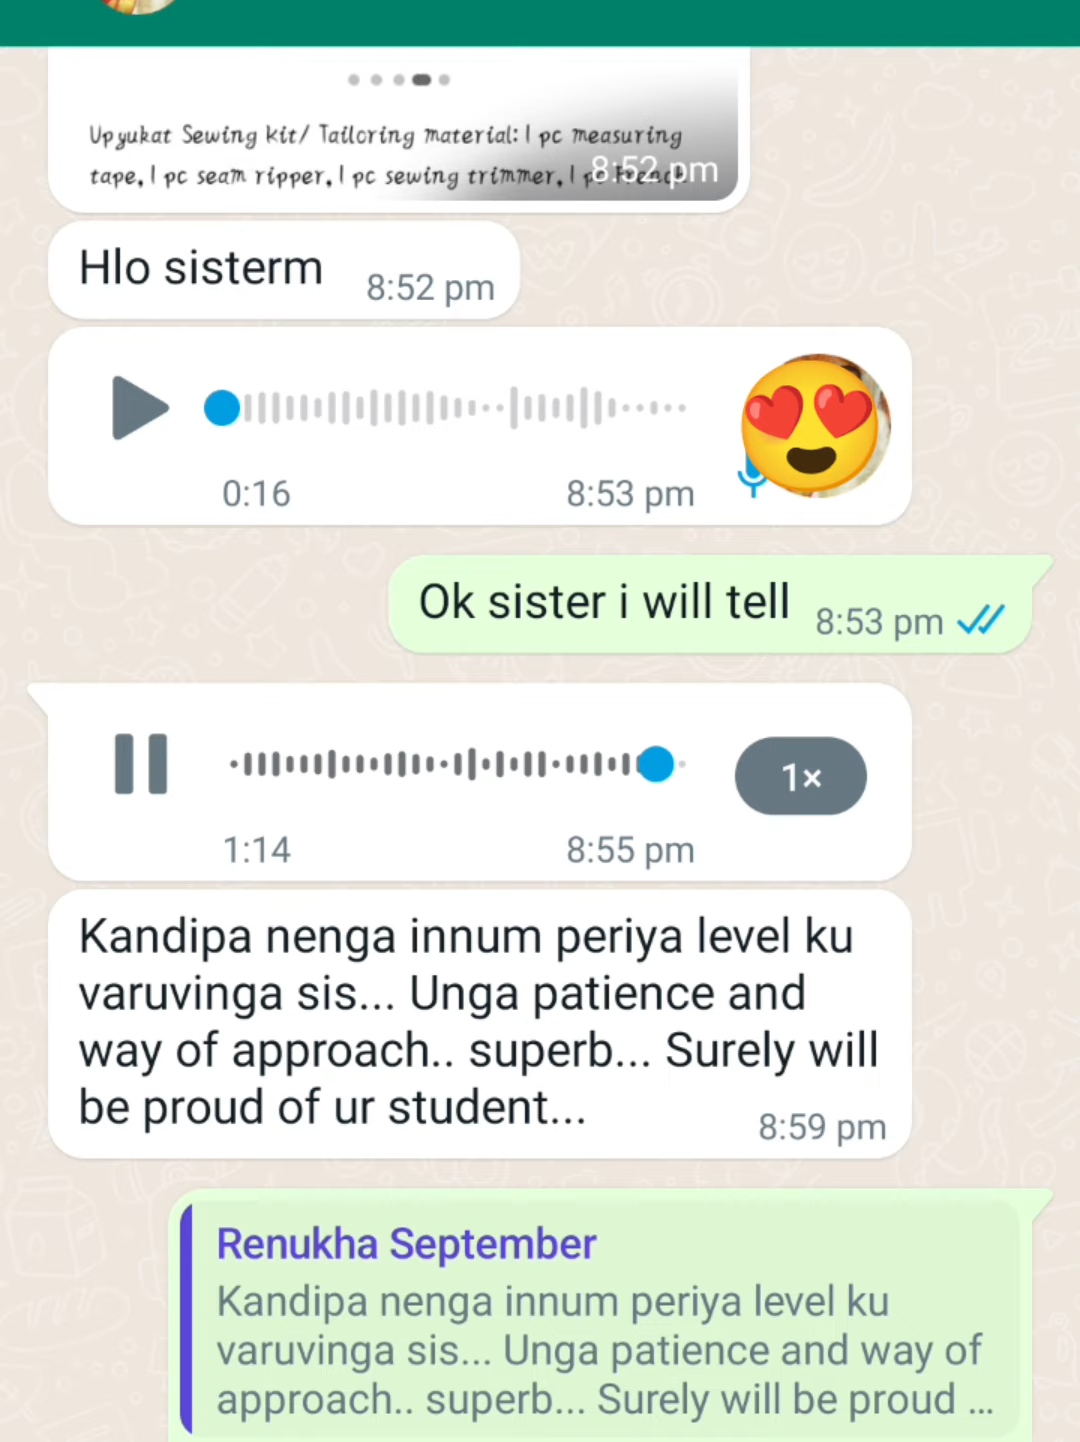 Upyukat Sewing kit/ Tailoring material: 1 pc measuring
tape, 1 pc seam ripper, 1 pc sewing trimmer, 1 pc French
8:52 pm
Hlo sisterm 8:52 pm
0:16 8:53 pm
Ok sister i will tell 8:53 pm
1×
1:14 8:55 pm
Kandipa nenga innum periya level ku
varuvinga sis... Unga patience and
way of approach.. superb... Surely will
be proud of ur student...
8:59 pm
Renukha September
Kandipa nenga innum periya level ku
varuvinga sis... Unga patience and way of
approach.. superb... Surely will be proud ...